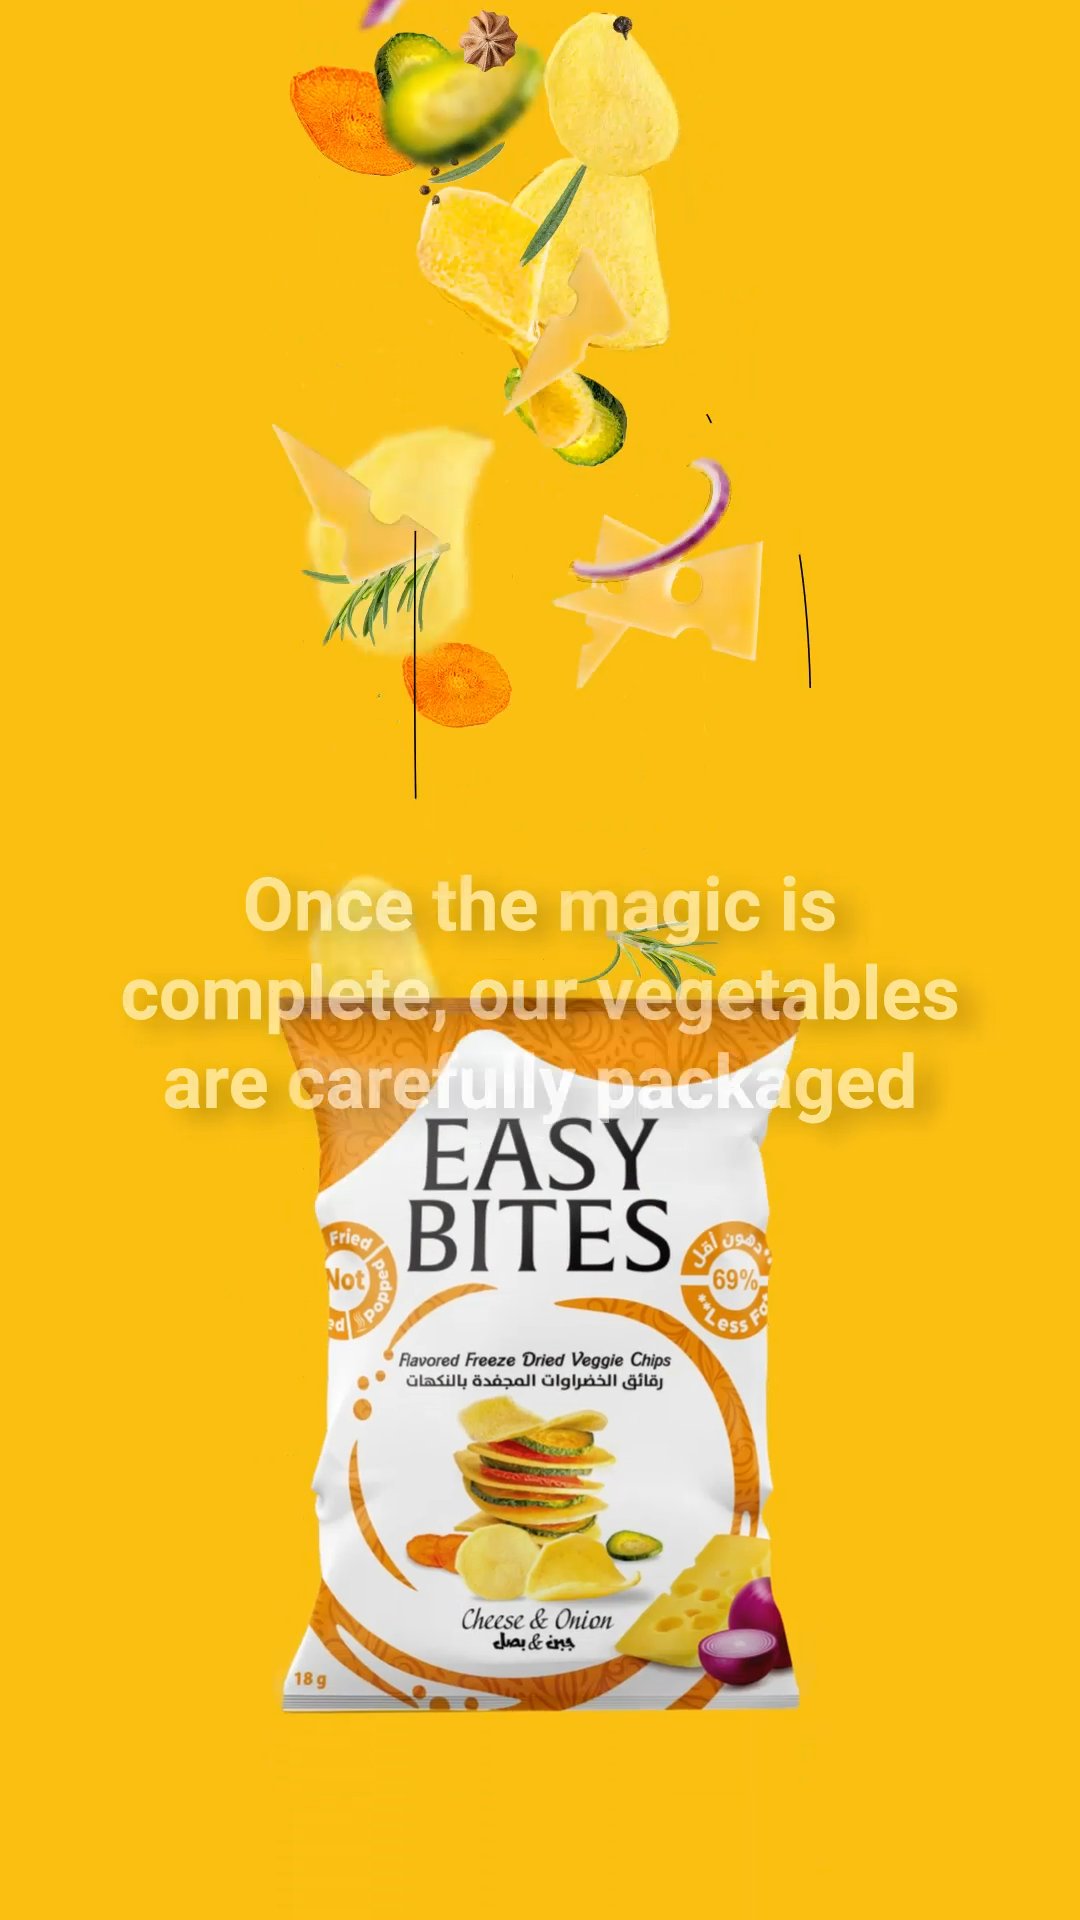 Once the magic is
complete, our vegetables
are carefully packaged
EASY
BITES
Fried
Not
Popped
دهون أقل
69%
**Less Fat
Flavored Freeze Dried Veggie Chips
رقائق الخضراوات المجفدة بالنكهات
Cheese & Onion
جبن & بصل
18 g